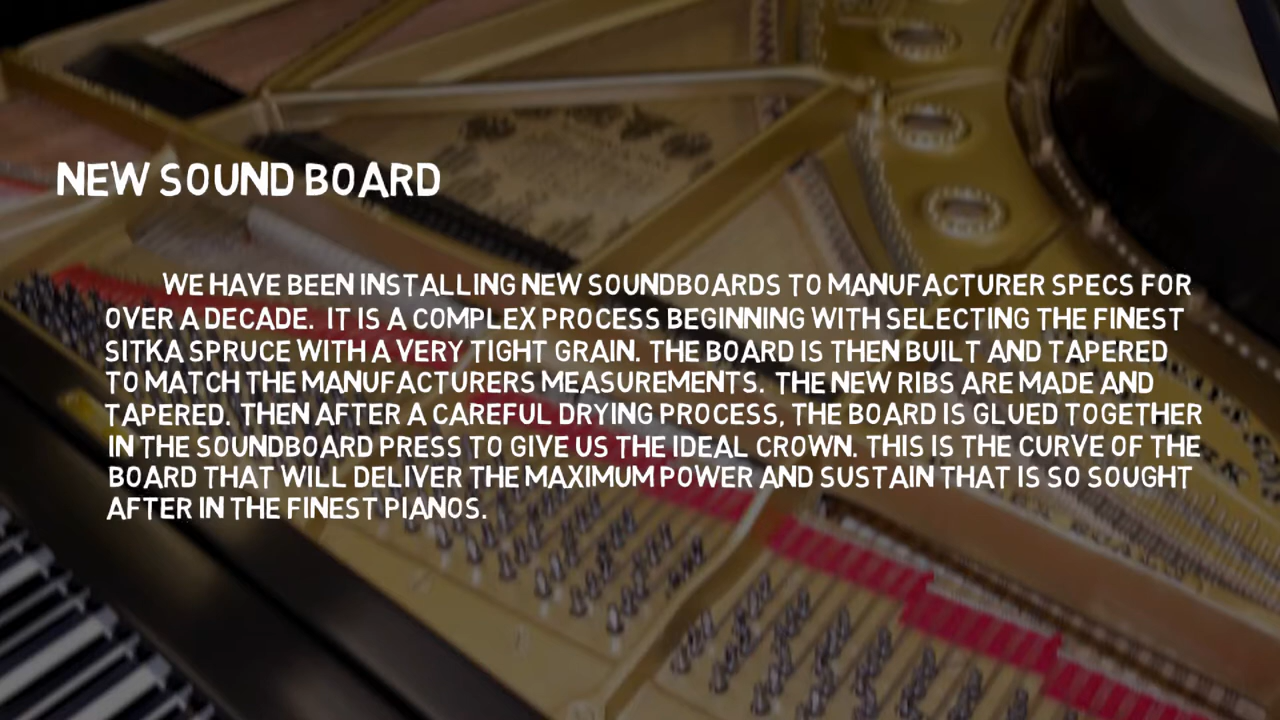 NEW SOUND BOARD
WE HAVE BEEN INSTALLING NEW SOUNDBOARDS TO MANUFACTURER SPECS FOR
OVER A DECADE. IT IS A COMPLEX PROCESS BEGINNING WITH SELECTING THE FINEST
SITKA SPRUCE WITH A VERY TIGHT GRAIN. THE BOARD IS THEN BUILT AND TAPERED
TO MATCH THE MANUFACTURERS MEASUREMENTS. THE NEW RIBS ARE MADE AND
TAPERED. THEN AFTER A CAREFUL DRYING PROCESS, THE BOARD IS GLUED TOGETHER
IN THE SOUNDBOARD PRESS TO GIVE US THE IDEAL CROWN. THIS IS THE CURVE OF THE
BOARD THAT WILL DELIVER THE MAXIMUM POWER AND SUSTAIN THAT IS SO SOUGHT
AFTER IN THE FINEST PIANOS.